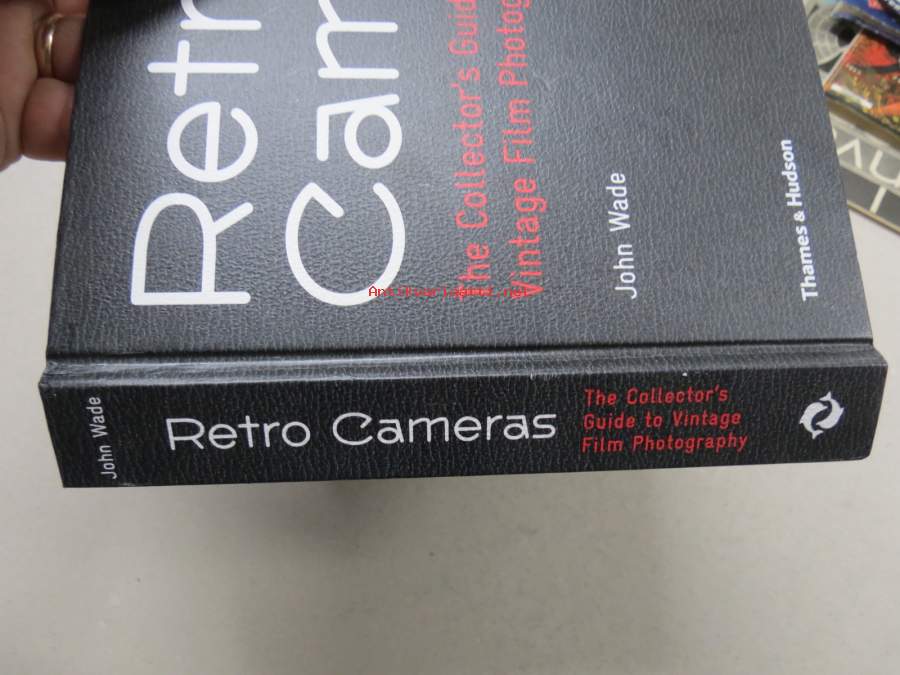 Retr
Cam
The Collector's Guid
Vintage Film Photog
John Wade
Thames & Hudson
John Wade
Retro Cameras
The Collector's
Guide to Vintage
Film Photography